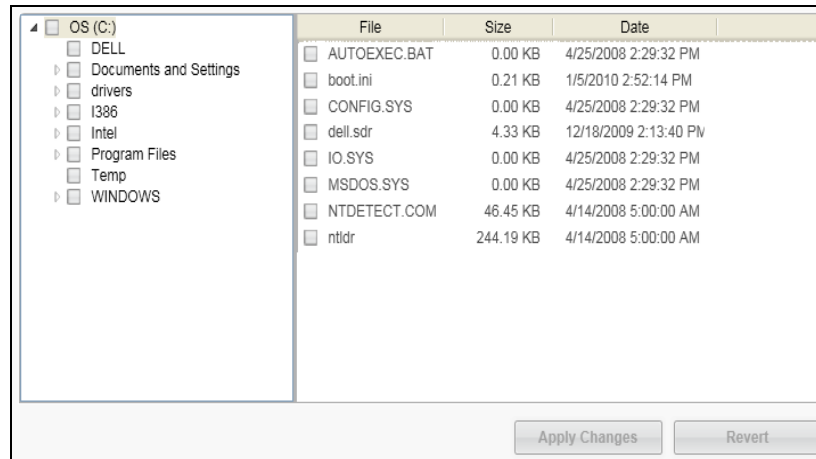 OS (C:)
DELL
Documents and Settings
drivers
I386
Intel
Program Files
Temp
WINDOWS
File Size Date
AUTOEXEC.BAT 0.00 KB 4/25/2008 2:29:32 PM
boot.ini 0.21 KB 1/5/2010 2:52:14 PM
CONFIG.SYS 0.00 KB 4/25/2008 2:29:32 PM
dell.sdr 4.33 KB 12/18/2009 2:13:40 PM
IO.SYS 0.00 KB 4/25/2008 2:29:32 PM
MSDOS.SYS 0.00 KB 4/25/2008 2:29:32 PM
NTDETECT.COM 46.45 KB 4/14/2008 5:00:00 AM
ntldr 244.19 KB 4/14/2008 5:00:00 AM
Apply Changes Revert